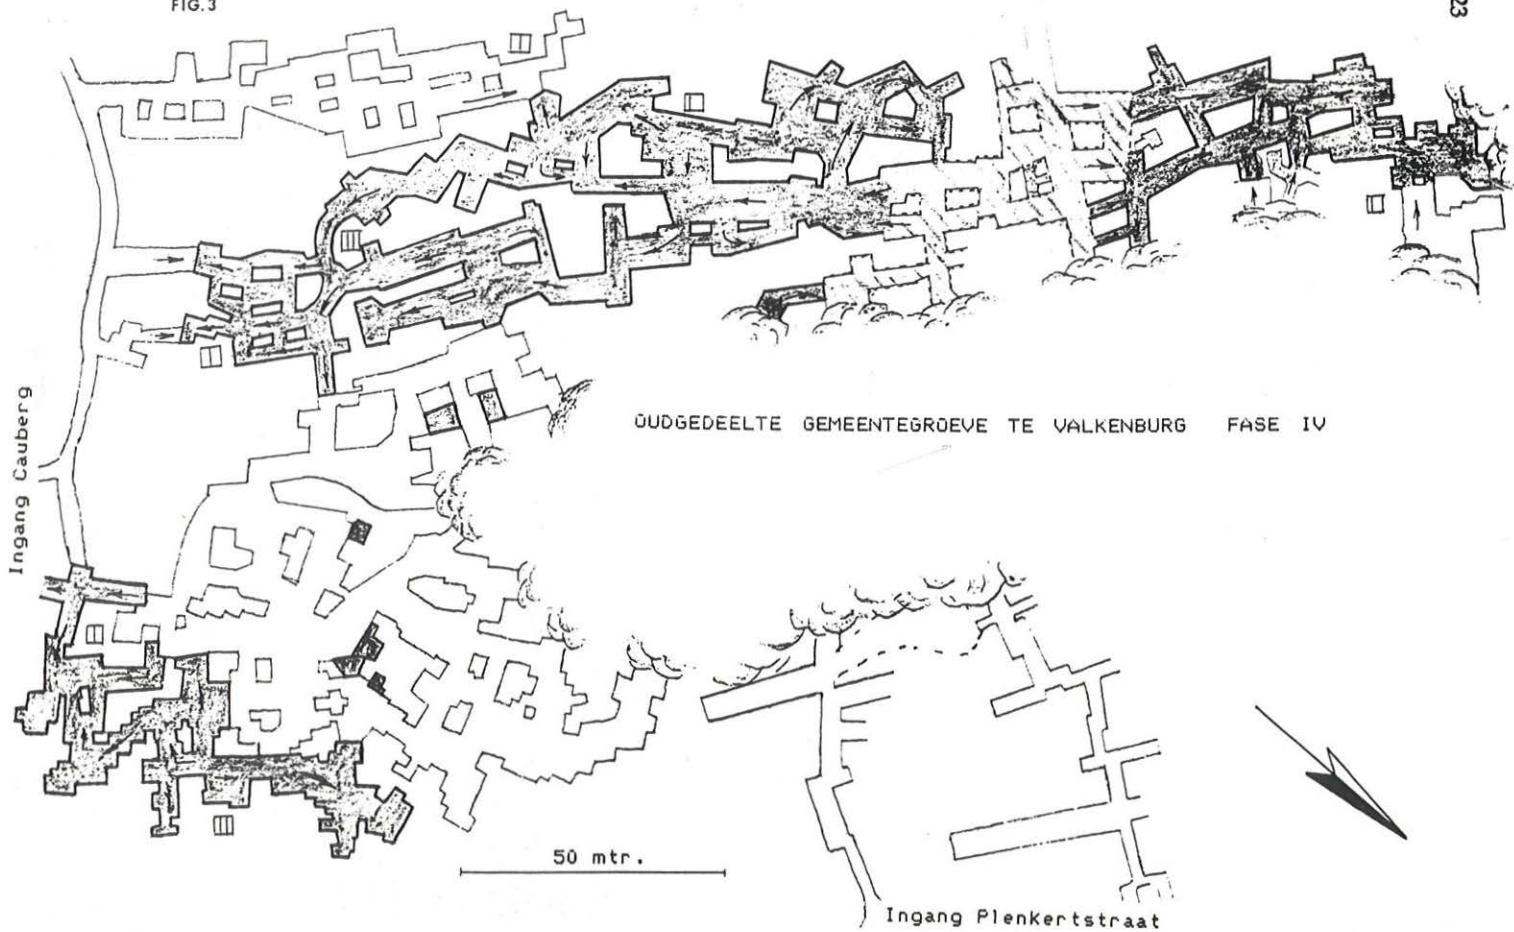 FIG.3
23
Ingang Cauberg
OUDGEDEELTE GEMEENTEGROEVE TE VALKENBURG FASE IV
50 mtr.
Ingang Plenkertstraat